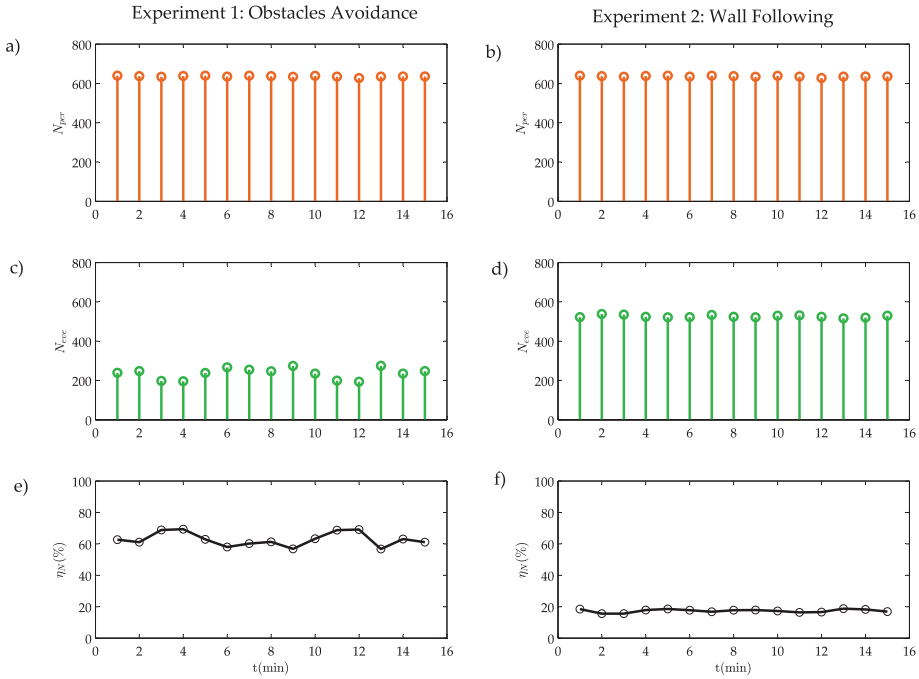 Experiment 1: Obstacles Avoidance
Experiment 2: Wall Following
a)
800
600
400
200
0
N_per
0 2 4 6 8 10 12 14 16
b)
800
600
400
200
0
N_per
0 2 4 6 8 10 12 14 16
c)
800
600
400
200
0
N_eve
0 2 4 6 8 10 12 14 16
d)
800
600
400
200
0
N_eve
0 2 4 6 8 10 12 14 16
e)
100
80
60
40
20
0
η_N(%)
0 2 4 6 8 10 12 14 16
t(min)
f)
100
80
60
40
20
0
η_N(%)
0 2 4 6 8 10 12 14 16
t(min)